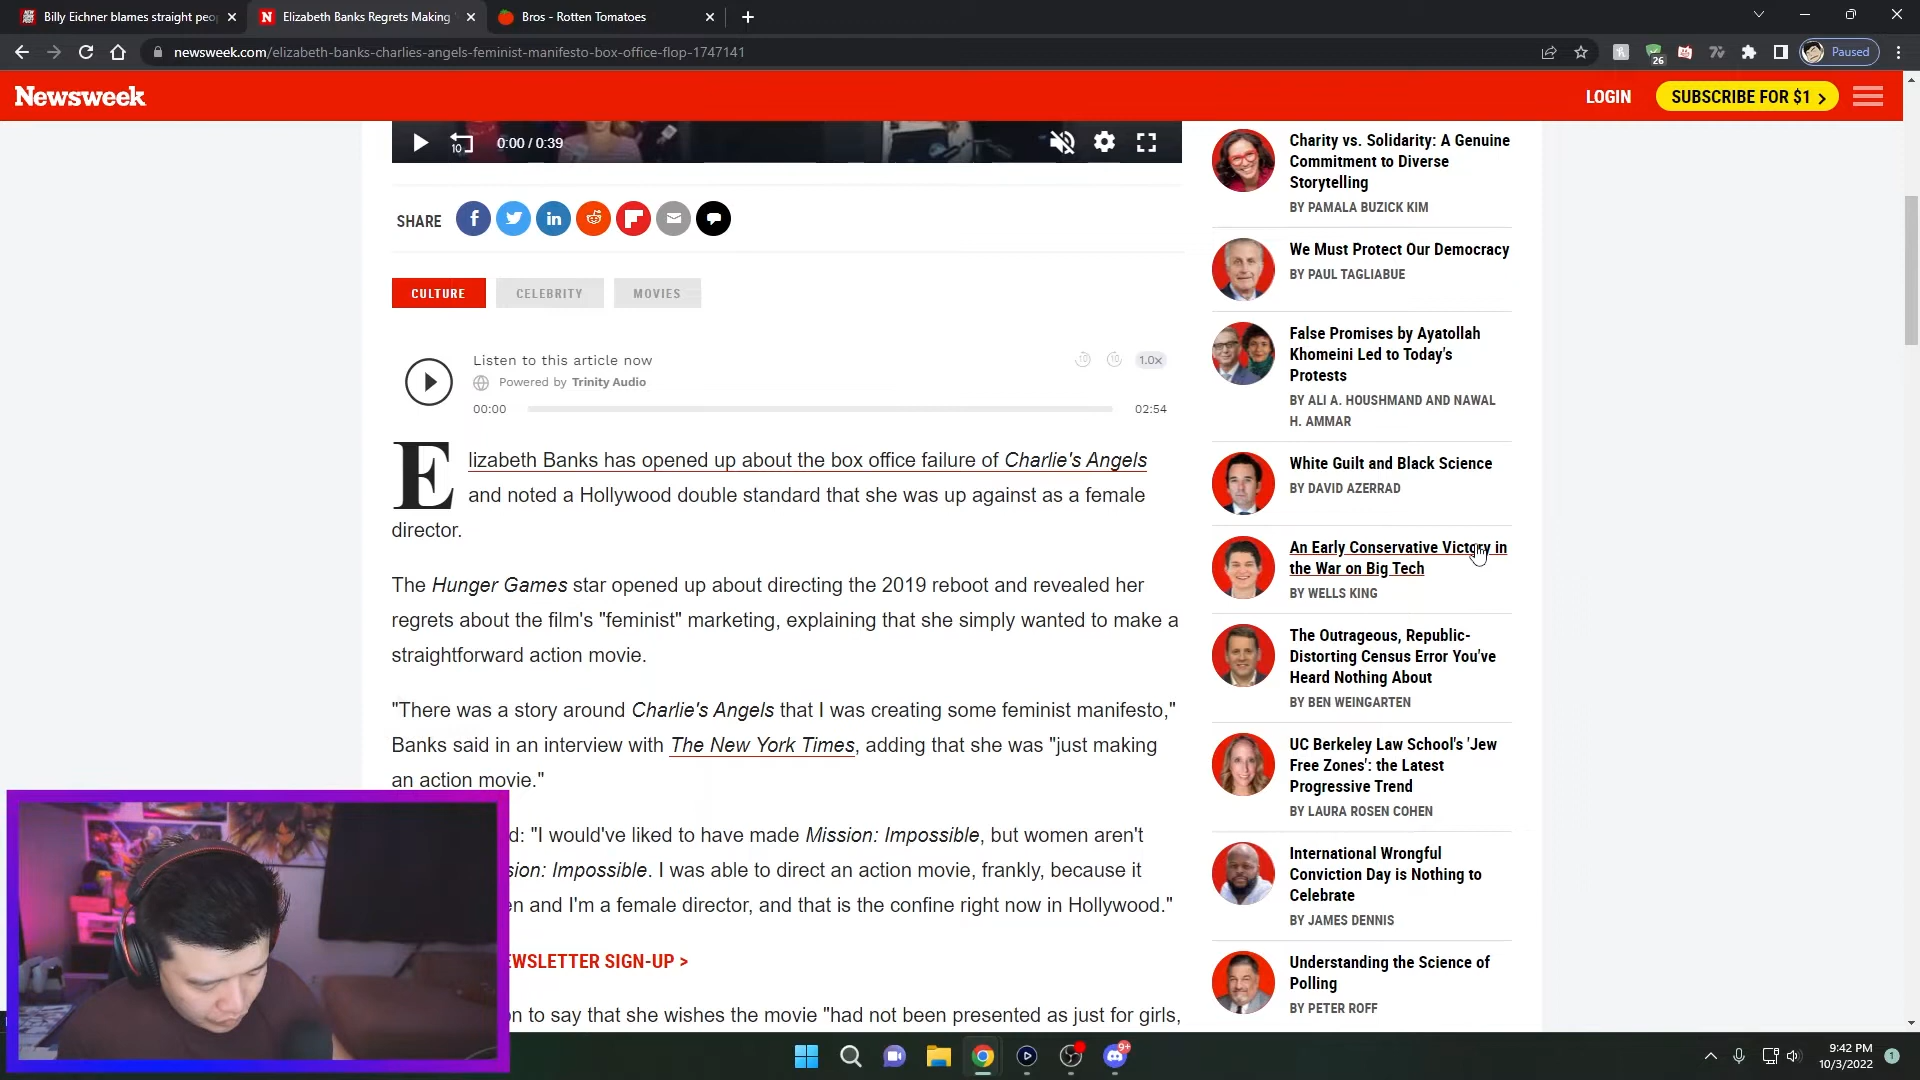 Billy Eichner blames straight peo
Elizabeth Banks Regrets Making
Bros - Rotten Tomatoes
newsweek.com/elizabeth-banks-charlies-angels-feminist-manifesto-box-office-flop-1747141
26
Paused
Newsweek
LOGIN
SUBSCRIBE FOR $1 >
10
0:00 / 0:39
SHARE
CULTURE
CELEBRITY
MOVIES
Listen to this article now
10
10
1.0x
Powered by Trinity Audio
00:00
02:54
Elizabeth Banks has opened up about the box office failure of Charlie's Angels
and noted a Hollywood double standard that she was up against as a female
director.
The Hunger Games star opened up about directing the 2019 reboot and revealed her
regrets about the film's "feminist" marketing, explaining that she simply wanted to make a
straightforward action movie.
"There was a story around Charlie's Angels that I was creating some feminist manifesto,"
Banks said in an interview with The New York Times, adding that she was "just making
an action movie."
d: "I would've liked to have made Mission: Impossible, but women aren't
sion: Impossible. I was able to direct an action movie, frankly, because it
en and I'm a female director, and that is the confine right now in Hollywood."
EWSLETTER SIGN-UP >
n to say that she wishes the movie "had not been presented as just for girls,
Charity vs. Solidarity: A Genuine
Commitment to Diverse
Storytelling
BY PAMALA BUZICK KIM
We Must Protect Our Democracy
BY PAUL TAGLIABUE
False Promises by Ayatollah
Khomeini Led to Today's
Protests
BY ALI A. HOUSHMAND AND NAWAL
H. AMMAR
White Guilt and Black Science
BY DAVID AZERRAD
An Early Conservative Victory in
the War on Big Tech
BY WELLS KING
The Outrageous, Republic-
Distorting Census Error You've
Heard Nothing About
BY BEN WEINGARTEN
UC Berkeley Law School's 'Jew
Free Zones': the Latest
Progressive Trend
BY LAURA ROSEN COHEN
International Wrongful
Conviction Day is Nothing to
Celebrate
BY JAMES DENNIS
Understanding the Science of
Polling
BY PETER ROFF
9+
9:42 PM
10/3/2022
1